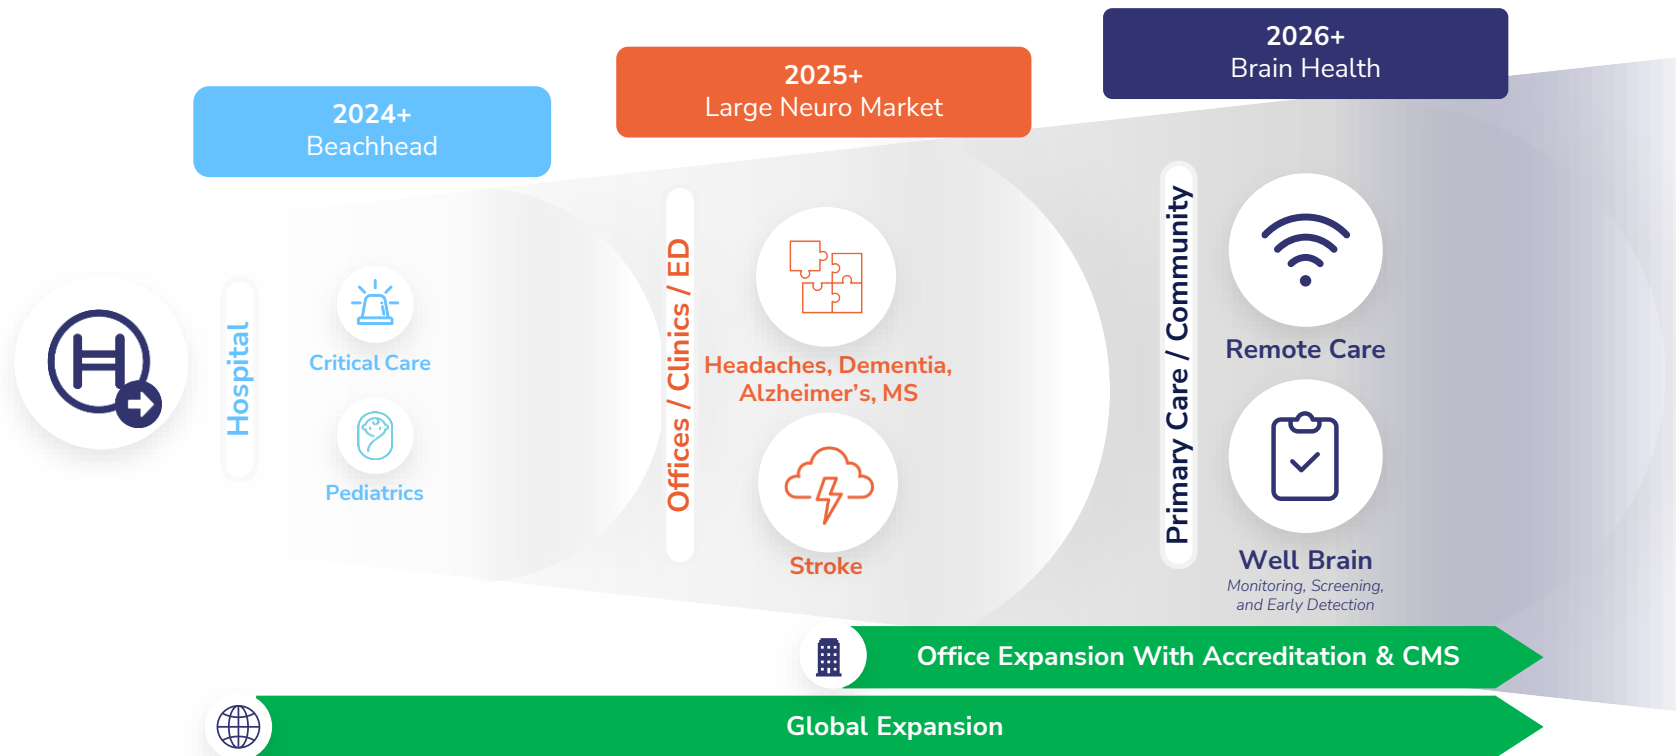 2024+
Beachhead
2025+
Large Neuro Market
2026+
Brain Health
H
Hospital
Critical Care
Pediatrics
Offices / Clinics / ED
Headaches, Dementia,
Alzheimer’s, MS
Stroke
Primary Care / Community
Remote Care
Well Brain
Monitoring, Screening,
and Early Detection
Office Expansion With Accreditation & CMS
Global Expansion